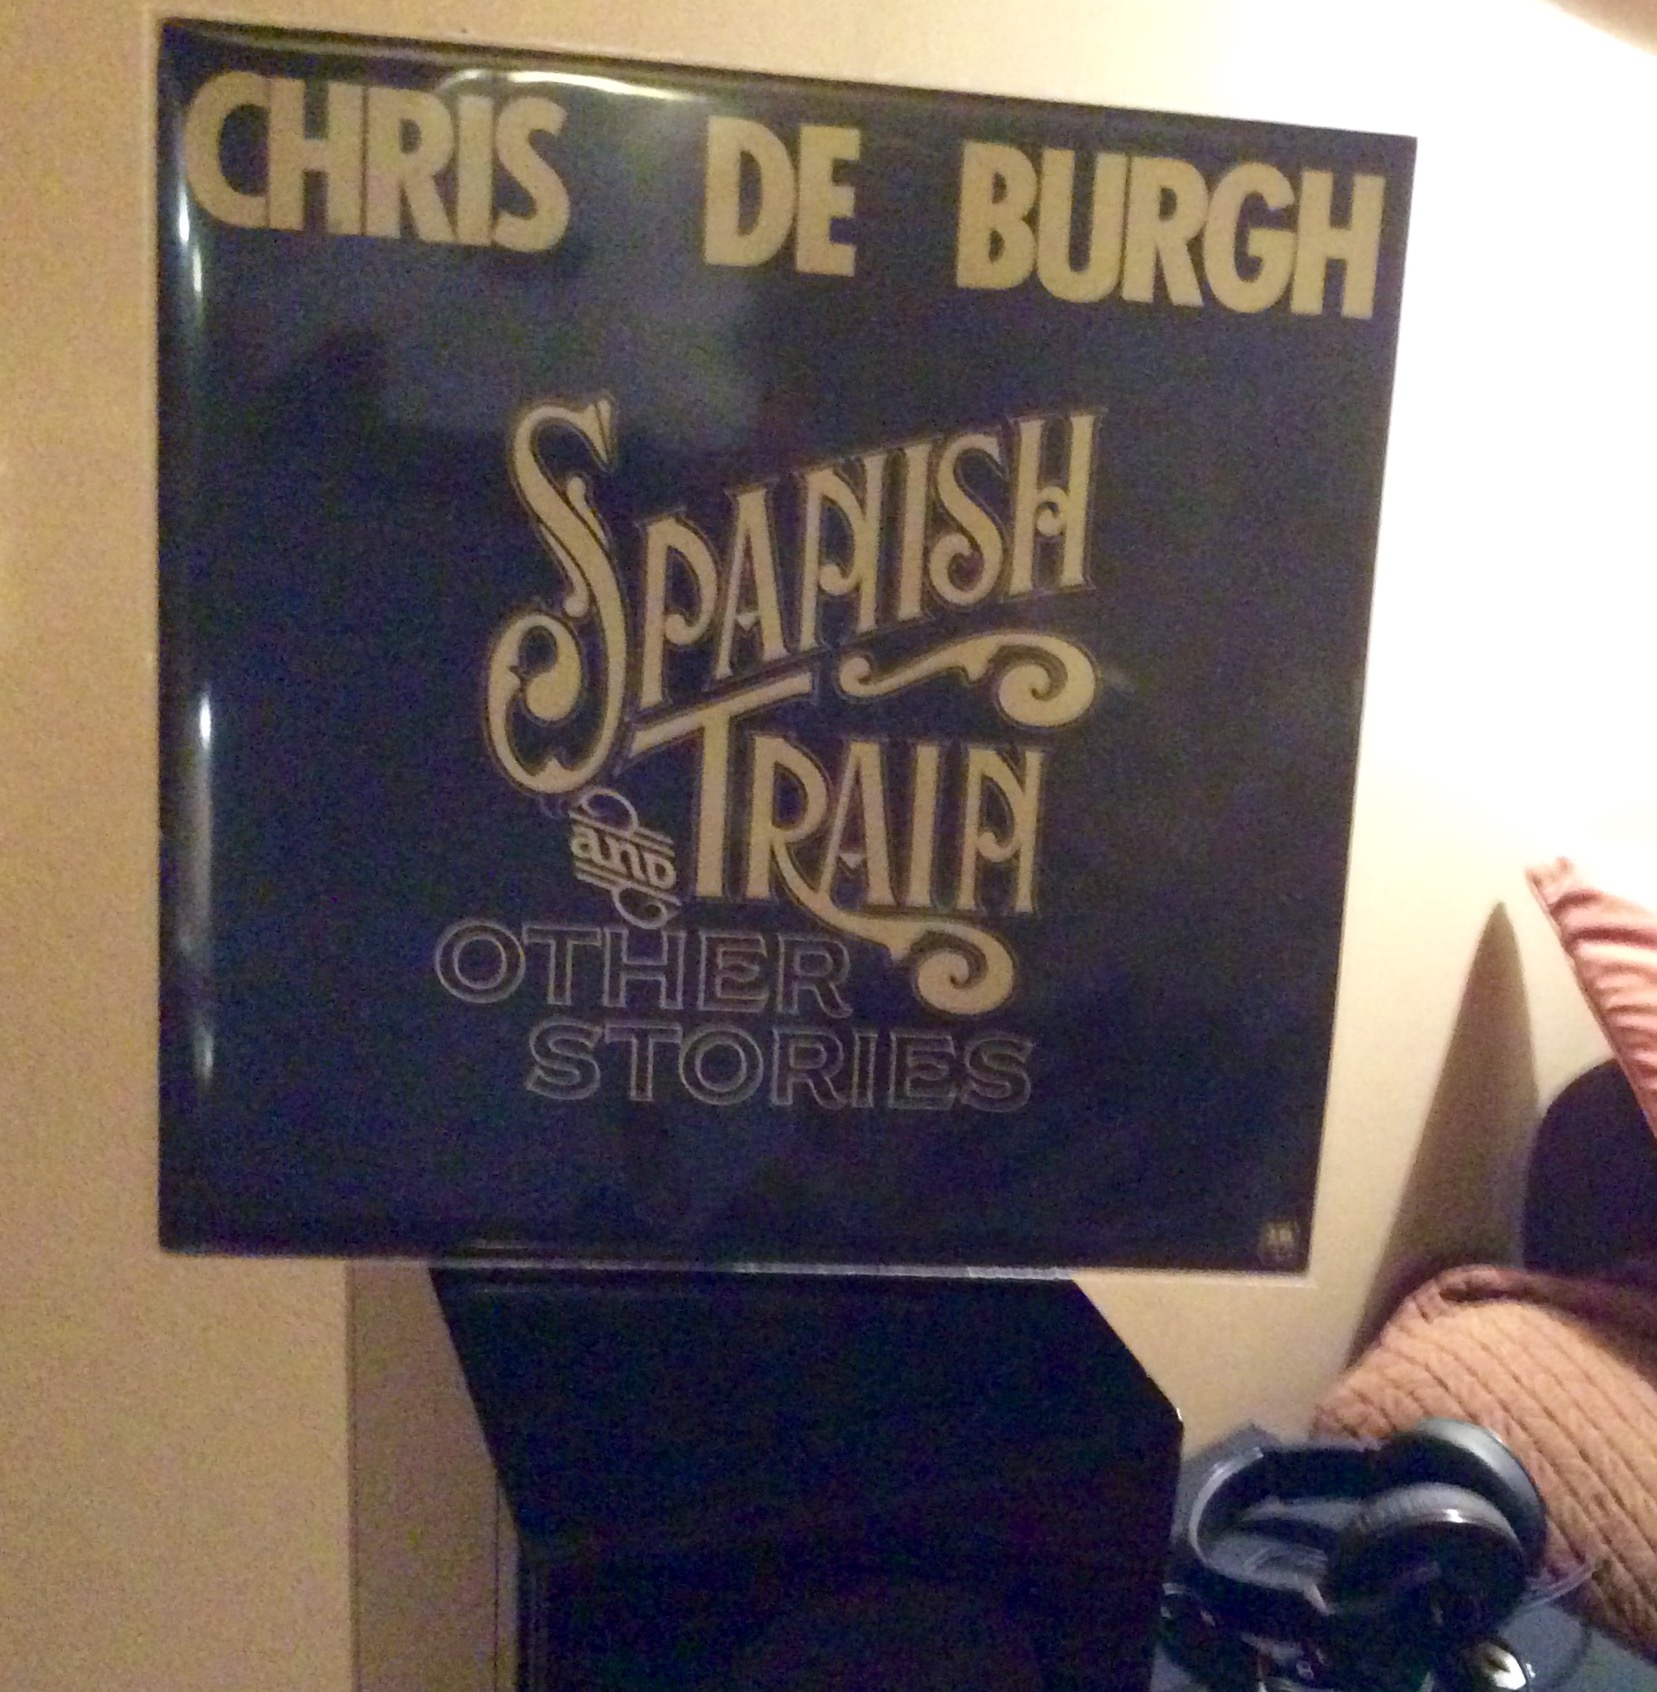 CHRIS DE BURGH
SPANISH
TRAIN
and
OTHER
STORIES